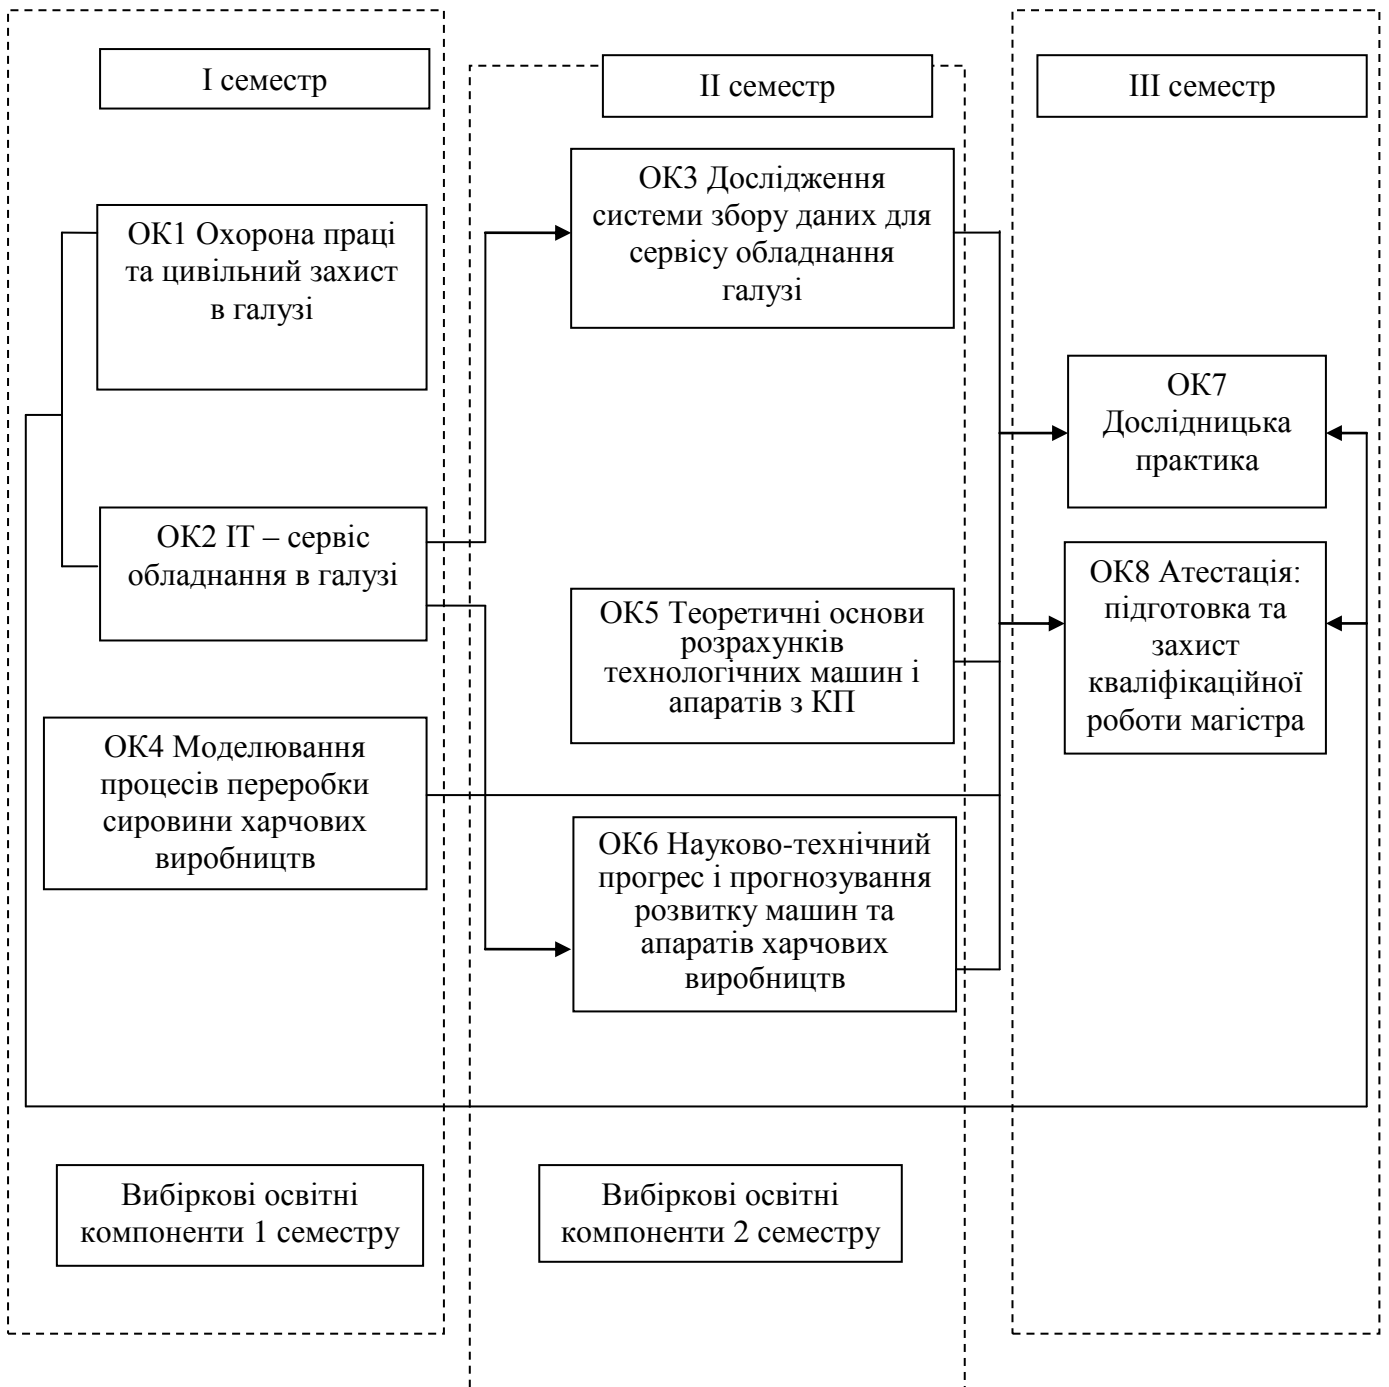 І семестр
ІІ семестр
ІІІ семестр
ОК1 Охорона праці
та цивільний захист
в галузі
ОК2 ІТ – сервіс
обладнання в галузі
ОК4 Моделювання
процесів переробки
сировини харчових
виробництв
ОК3 Дослідження
системи збору даних для
сервісу обладнання
галузі
ОК5 Теоретичні основи
розрахунків
технологічних машин і
апаратів з КП
ОК6 Науково-технічний
прогрес і прогнозування
розвитку машин та
апаратів харчових
виробництв
ОК7
Дослідницька
практика
ОК8 Атестація:
підготовка та
захист
кваліфікаційної
роботи магістра
Вибіркові освітні
компоненти 1 семестру
Вибіркові освітні
компоненти 2 семестру